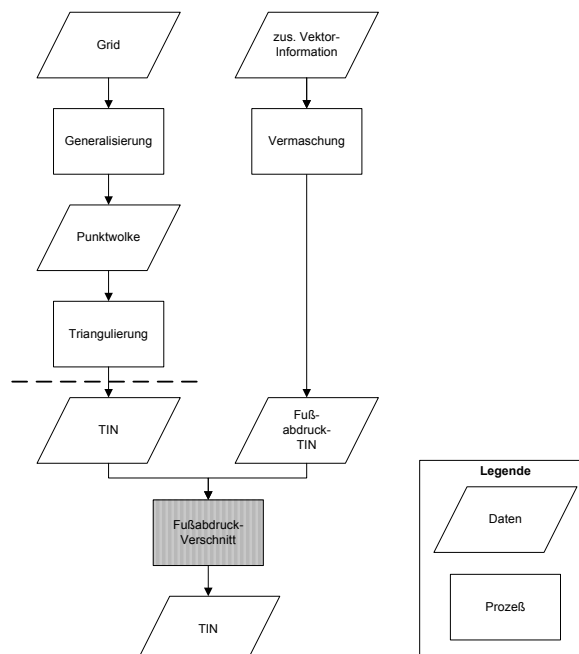 Grid
zus. Vektor-
Information
Generalisierung
Vermaschung
Punktwolke
Triangulierung
TIN
Fuß-
abdruck-
TIN
Fußabdruck-
Verschnitt
TIN
Legende
Daten
Prozeß